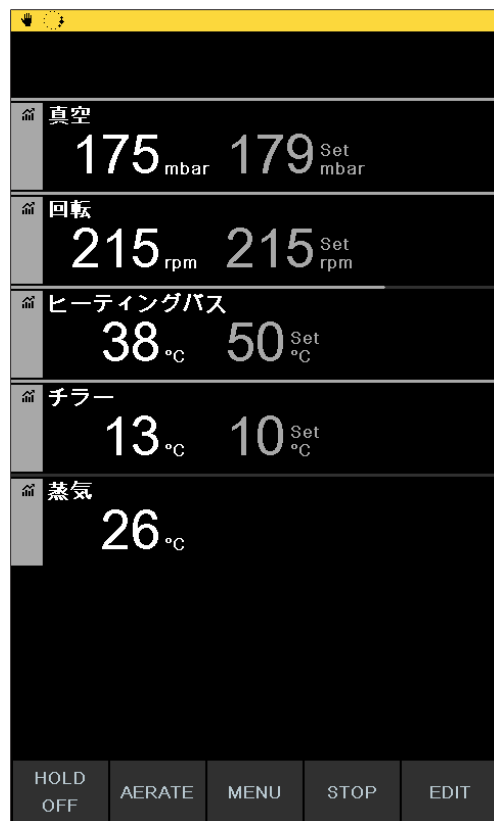 真空
175 mbar 179 Set mbar
回転
215 rpm 215 Set rpm
ヒーティングバス
38 °C 50 Set °C
チラー
13 °C 10 Set °C
蒸気
26 °C
HOLD OFF AERATE MENU STOP EDIT